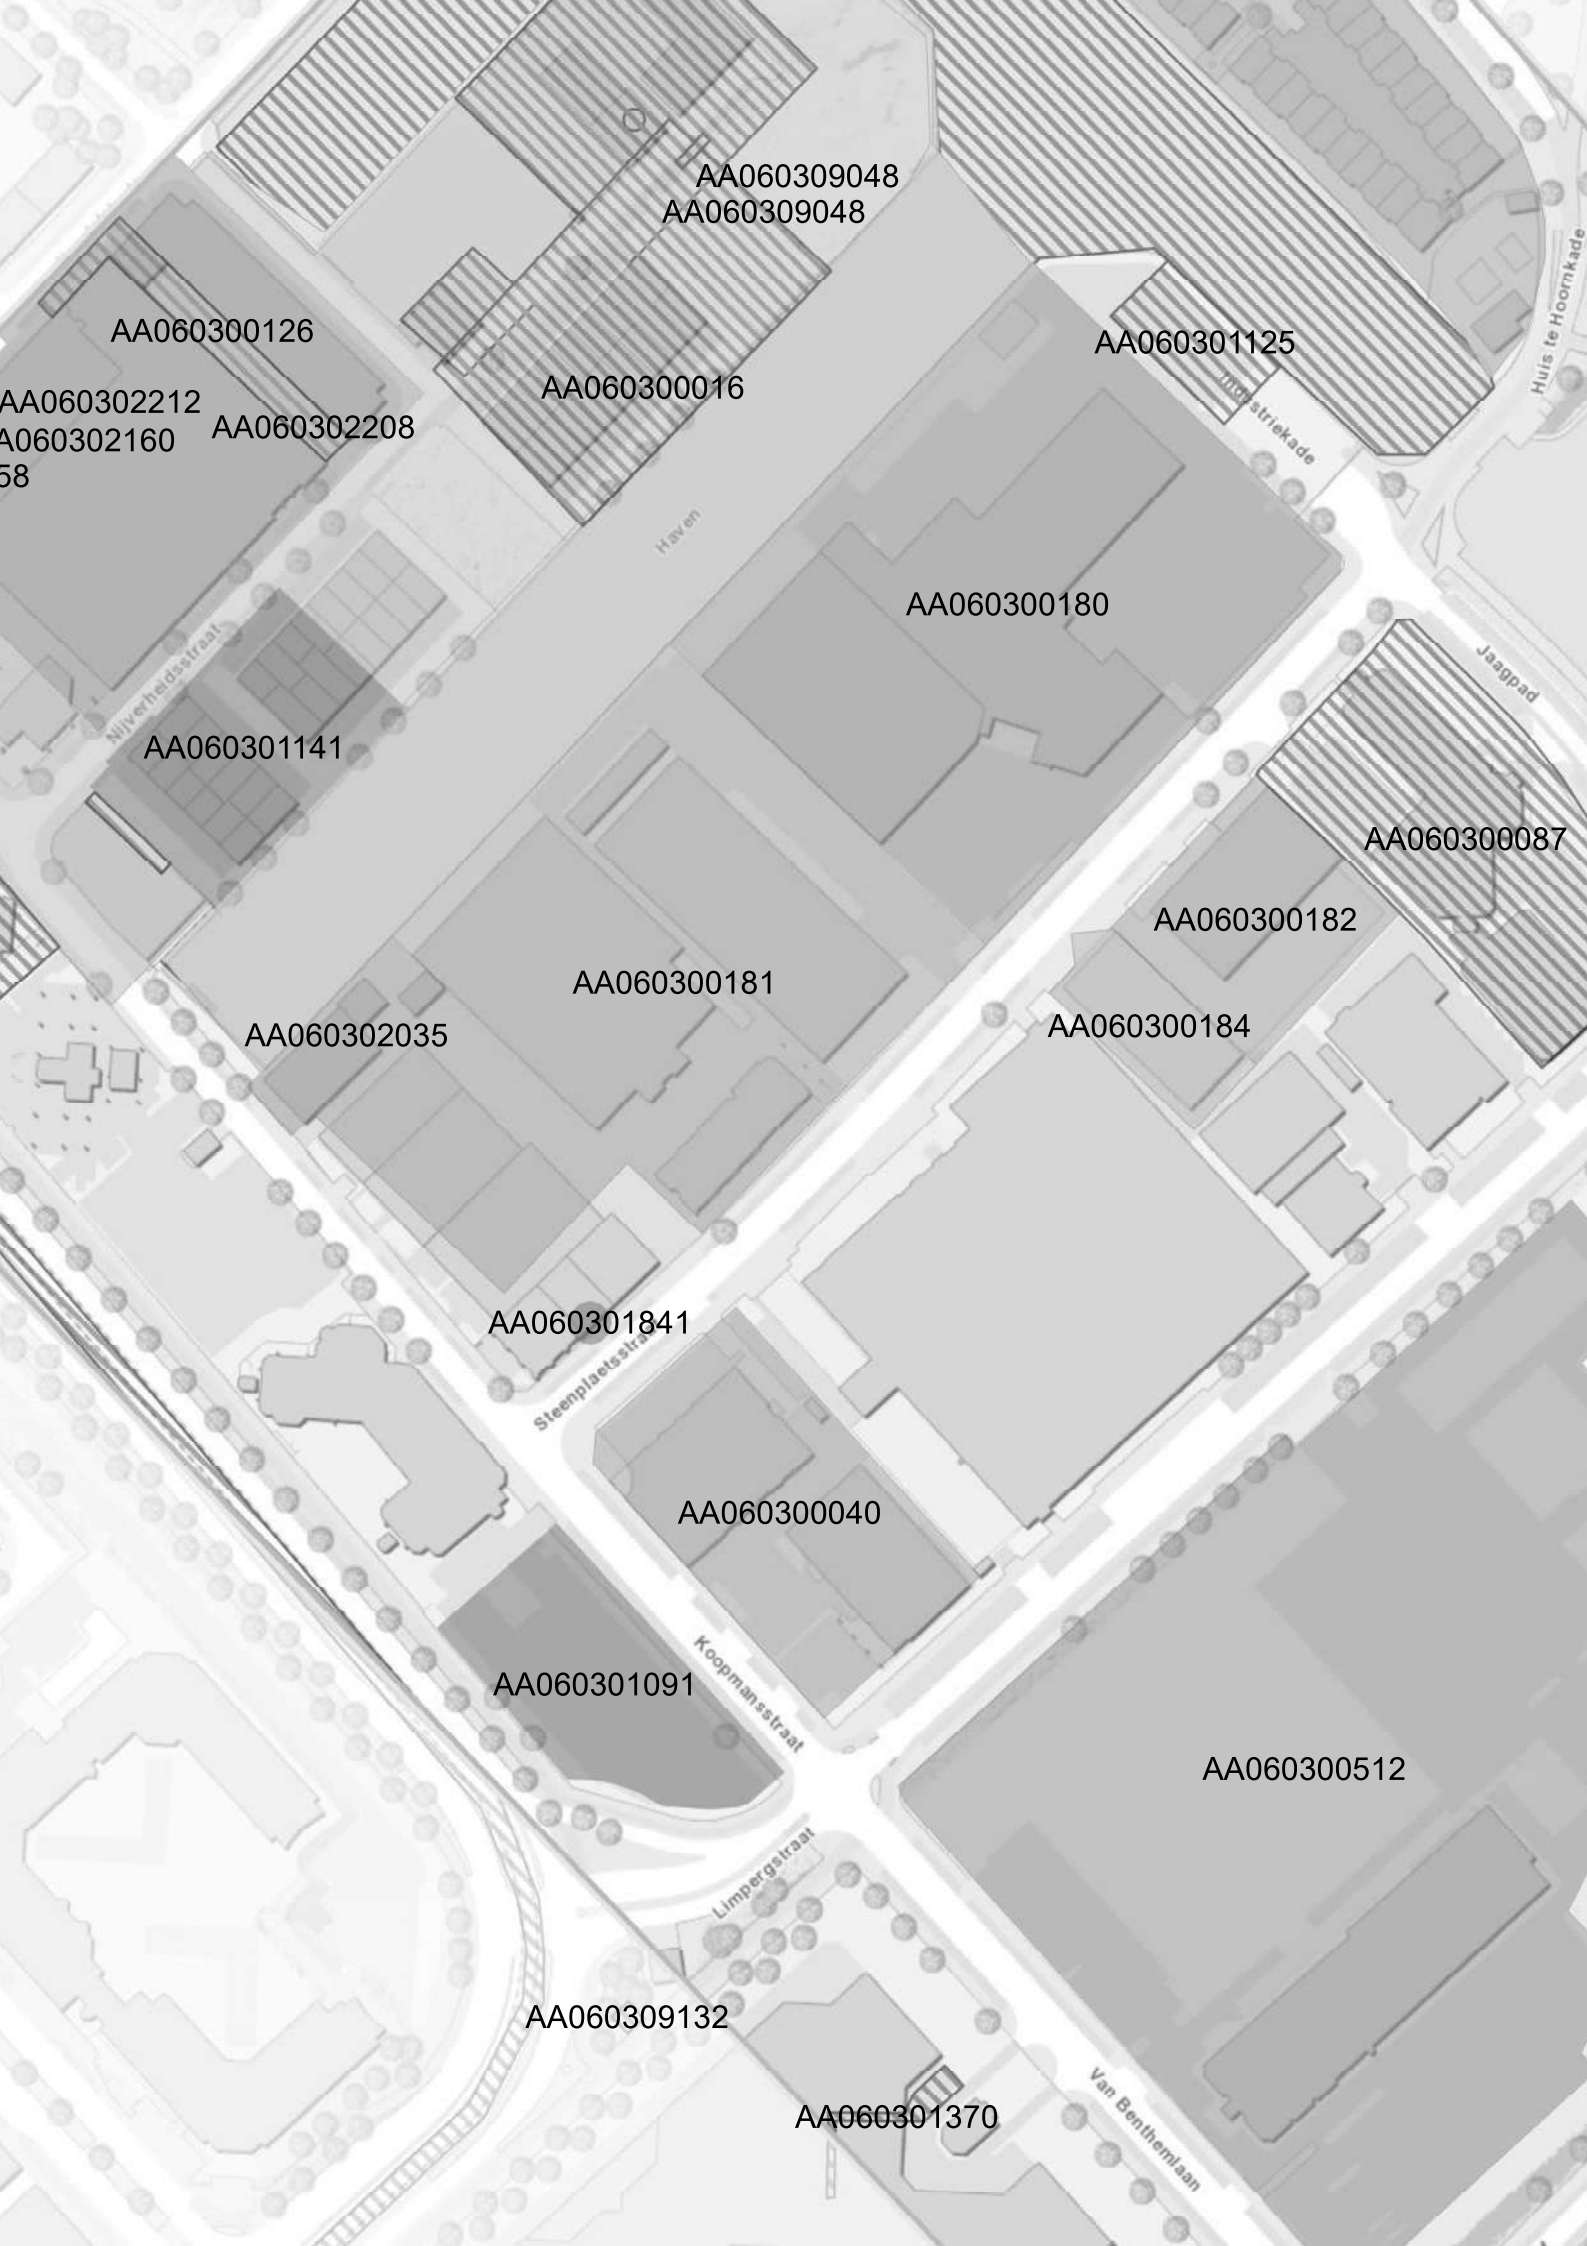 AA060309048
AA060309048
Huis te Hoornkade
AA060300126
AA060301125
AA060300016
AA060302212
AA060302208
A060302160
58
Industriekade
Haven
AA060300180
Nijverheidsstraat
Jaagpad
AA060301141
AA060300087
AA060300182
AA060300181
AA060300184
AA060302035
AA060301841
Steenplaetsstraat
AA060300040
AA060301091
Koopmansstraat
AA060300512
Limpergstraat
AA060309132
AA060301370
Van Benthemlaan